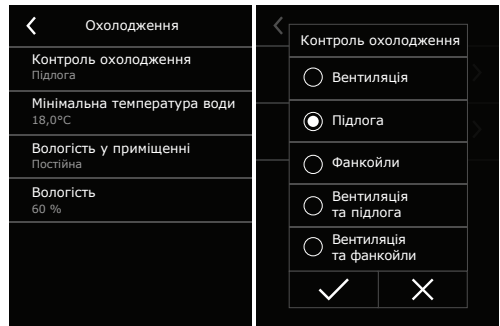 Охолодження
Контроль охолодження
Підлога
Мінімальна температура води
18,0°C
Вологість у приміщенні
Постійна
Вологість
60 %
Контроль охолодження
Вентиляція
Підлога
Фанкойли
Вентиляція
та підлога
Вентиляція
та фанкойли